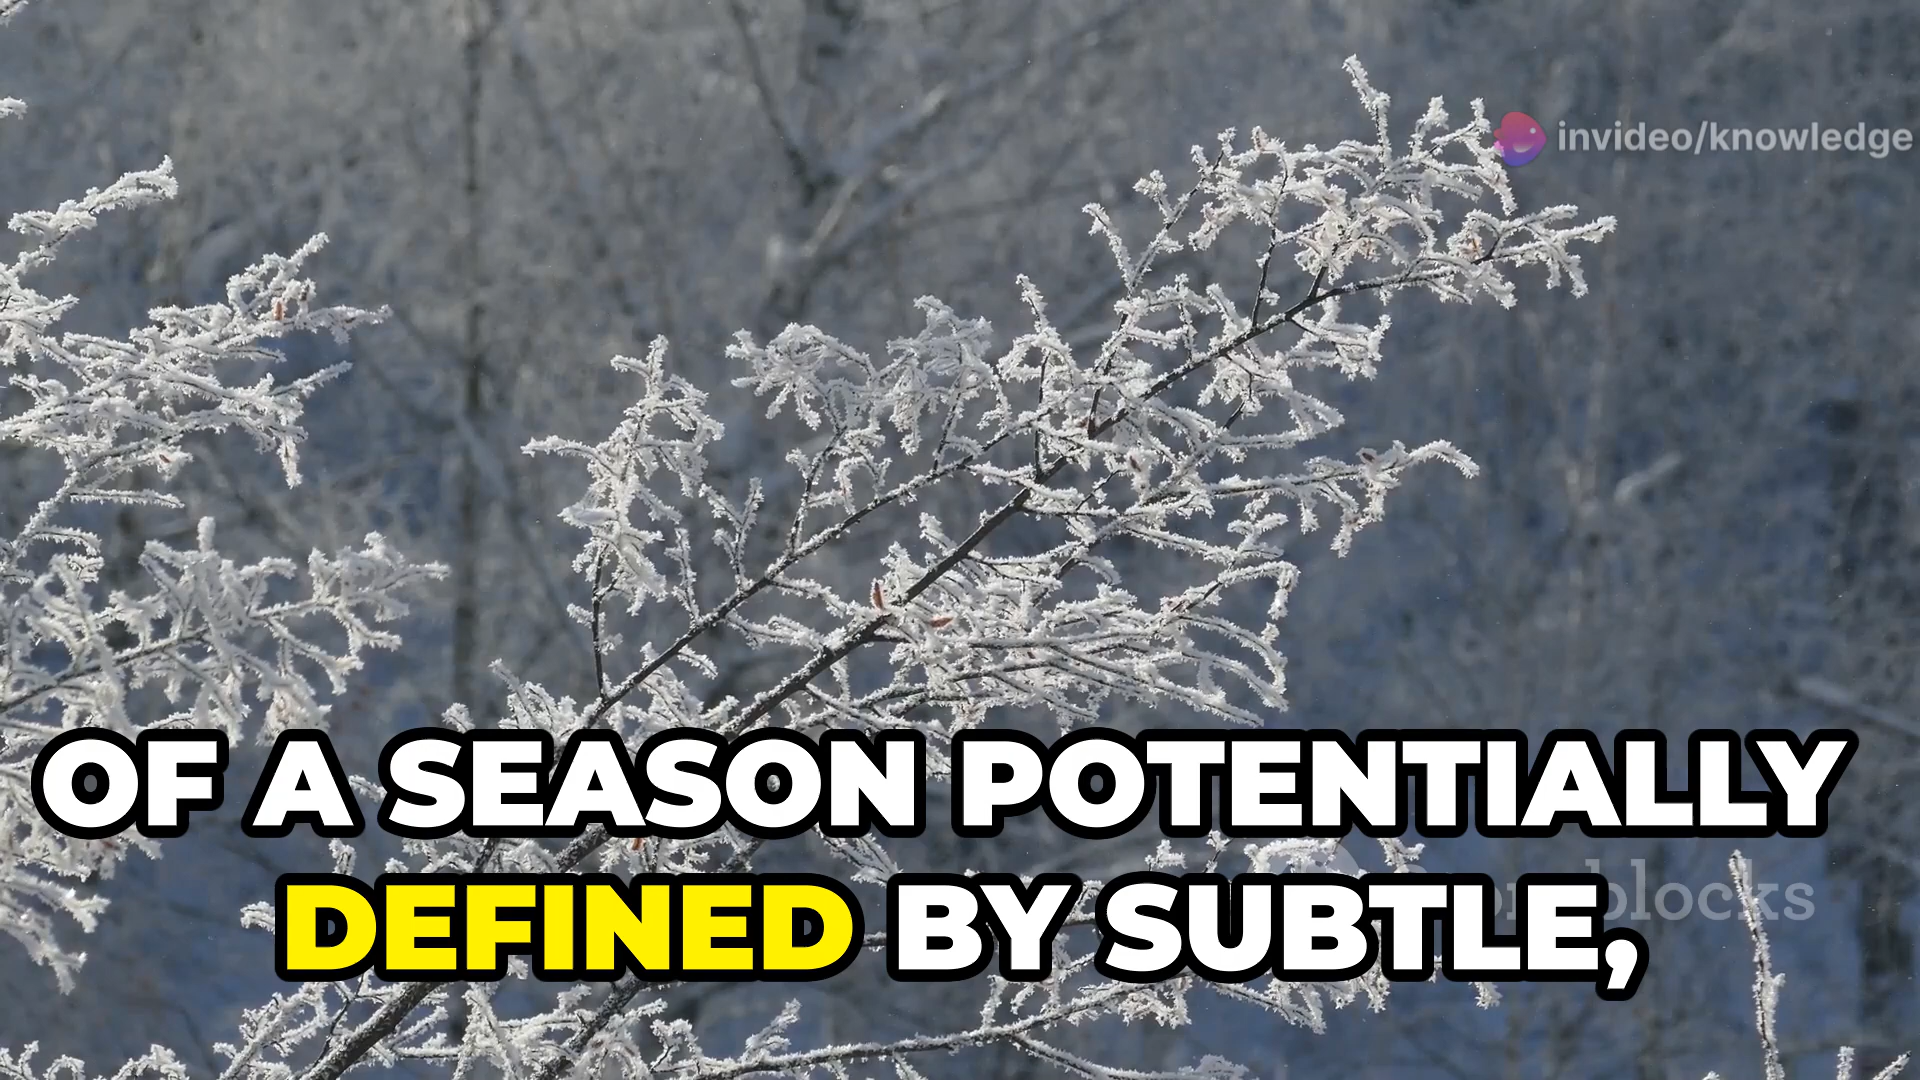 invideo/knowledge
OF A SEASON POTENTIALLY
DEFINED BY SUBTLE,